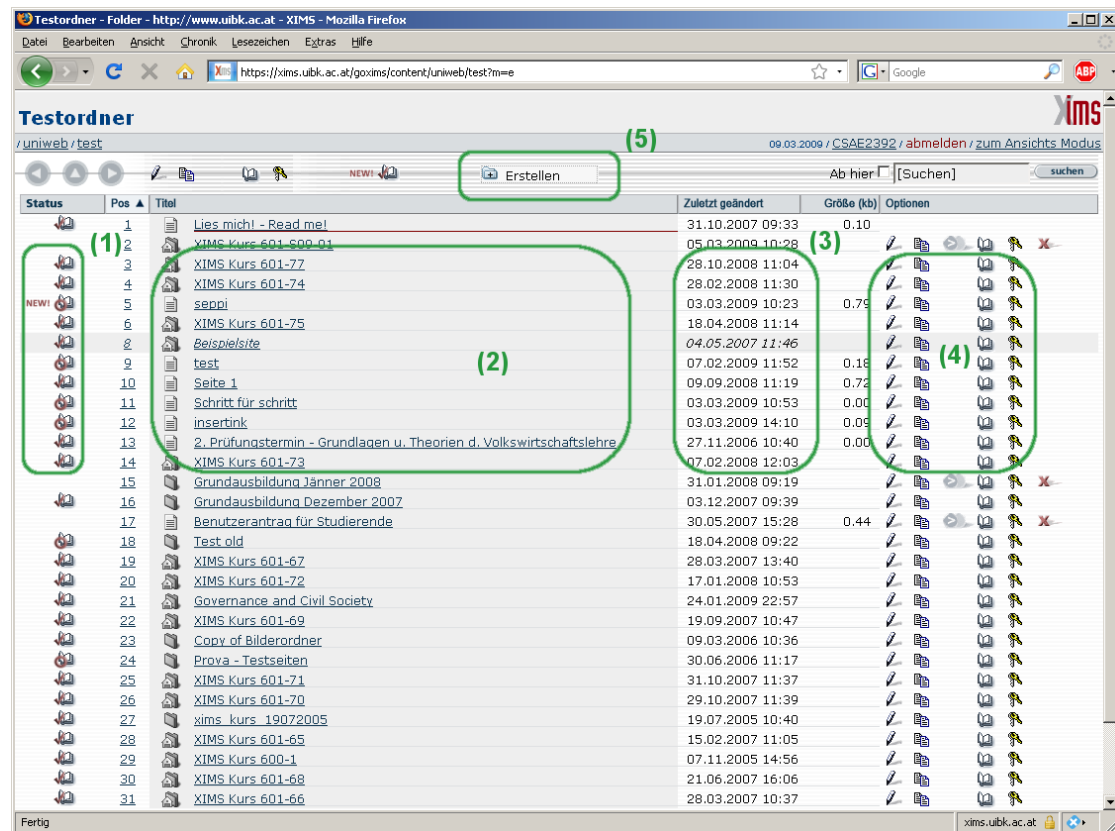 Testordner - Folder - http://www.uibk.ac.at - XIMS - Mozilla Firefox
Datei Bearbeiten Ansicht Chronik Lesezeichen Extras Hilfe
Xims https://xims.uibk.ac.at/goxims/content/uniweb/test?m=e G Google ABP
Testordner Xims
/ uniweb / test (5) 09.03.2009 / CSAE2392 / abmelden / zum Ansichts Modus
NEW! Erstellen Ab hier [Suchen] suchen
Status Pos ▲ Titel Zuletzt geändert Größe (kb) Optionen
1 Lies mich! - Read me! 31.10.2007 09:33 0.10
(1) 2 XIMS Kurs 601-S09-01 05.03.2009 10:28 (3)
3 XIMS Kurs 601-77 28.10.2008 11:04
4 XIMS Kurs 601-74 28.02.2008 11:30
NEW! 5 seppi 03.03.2009 10:23 0.79
6 XIMS Kurs 601-75 18.04.2008 11:14
8 Beispielsite 04.05.2007 11:46
9 test (2) 07.02.2009 11:52 0.18 (4)
10 Seite 1 09.09.2008 11:19 0.72
11 Schritt für schritt 03.03.2009 10:53 0.00
12 insertink 03.03.2009 14:10 0.09
13 2. Prüfungstermin - Grundlagen u. Theorien d. Volkswirtschaftslehre 27.11.2006 10:40 0.00
14 XIMS Kurs 601-73 07.02.2008 12:03
15 Grundausbildung Jänner 2008 31.01.2008 09:19
16 Grundausbildung Dezember 2007 03.12.2007 09:39
17 Benutzerantrag für Studierende 30.05.2007 15:28 0.44
18 Test old 18.04.2008 09:22
19 XIMS Kurs 601-67 28.03.2007 13:40
20 XIMS Kurs 601-72 17.01.2008 10:53
21 Governance and Civil Society 24.01.2009 22:57
22 XIMS Kurs 601-69 19.09.2007 10:47
23 Copy of Bilderordner 09.03.2006 10:36
24 Prova - Testseiten 30.06.2006 11:17
25 XIMS Kurs 601-71 31.10.2007 11:37
26 XIMS Kurs 601-70 29.10.2007 11:39
27 xims_kurs_19072005 19.07.2005 10:40
28 XIMS Kurs 601-65 15.02.2007 11:05
29 XIMS Kurs 600-1 07.11.2005 14:56
30 XIMS Kurs 601-68 21.06.2007 16:06
31 XIMS Kurs 601-66 28.03.2007 10:37
Fertig xims.uibk.ac.at